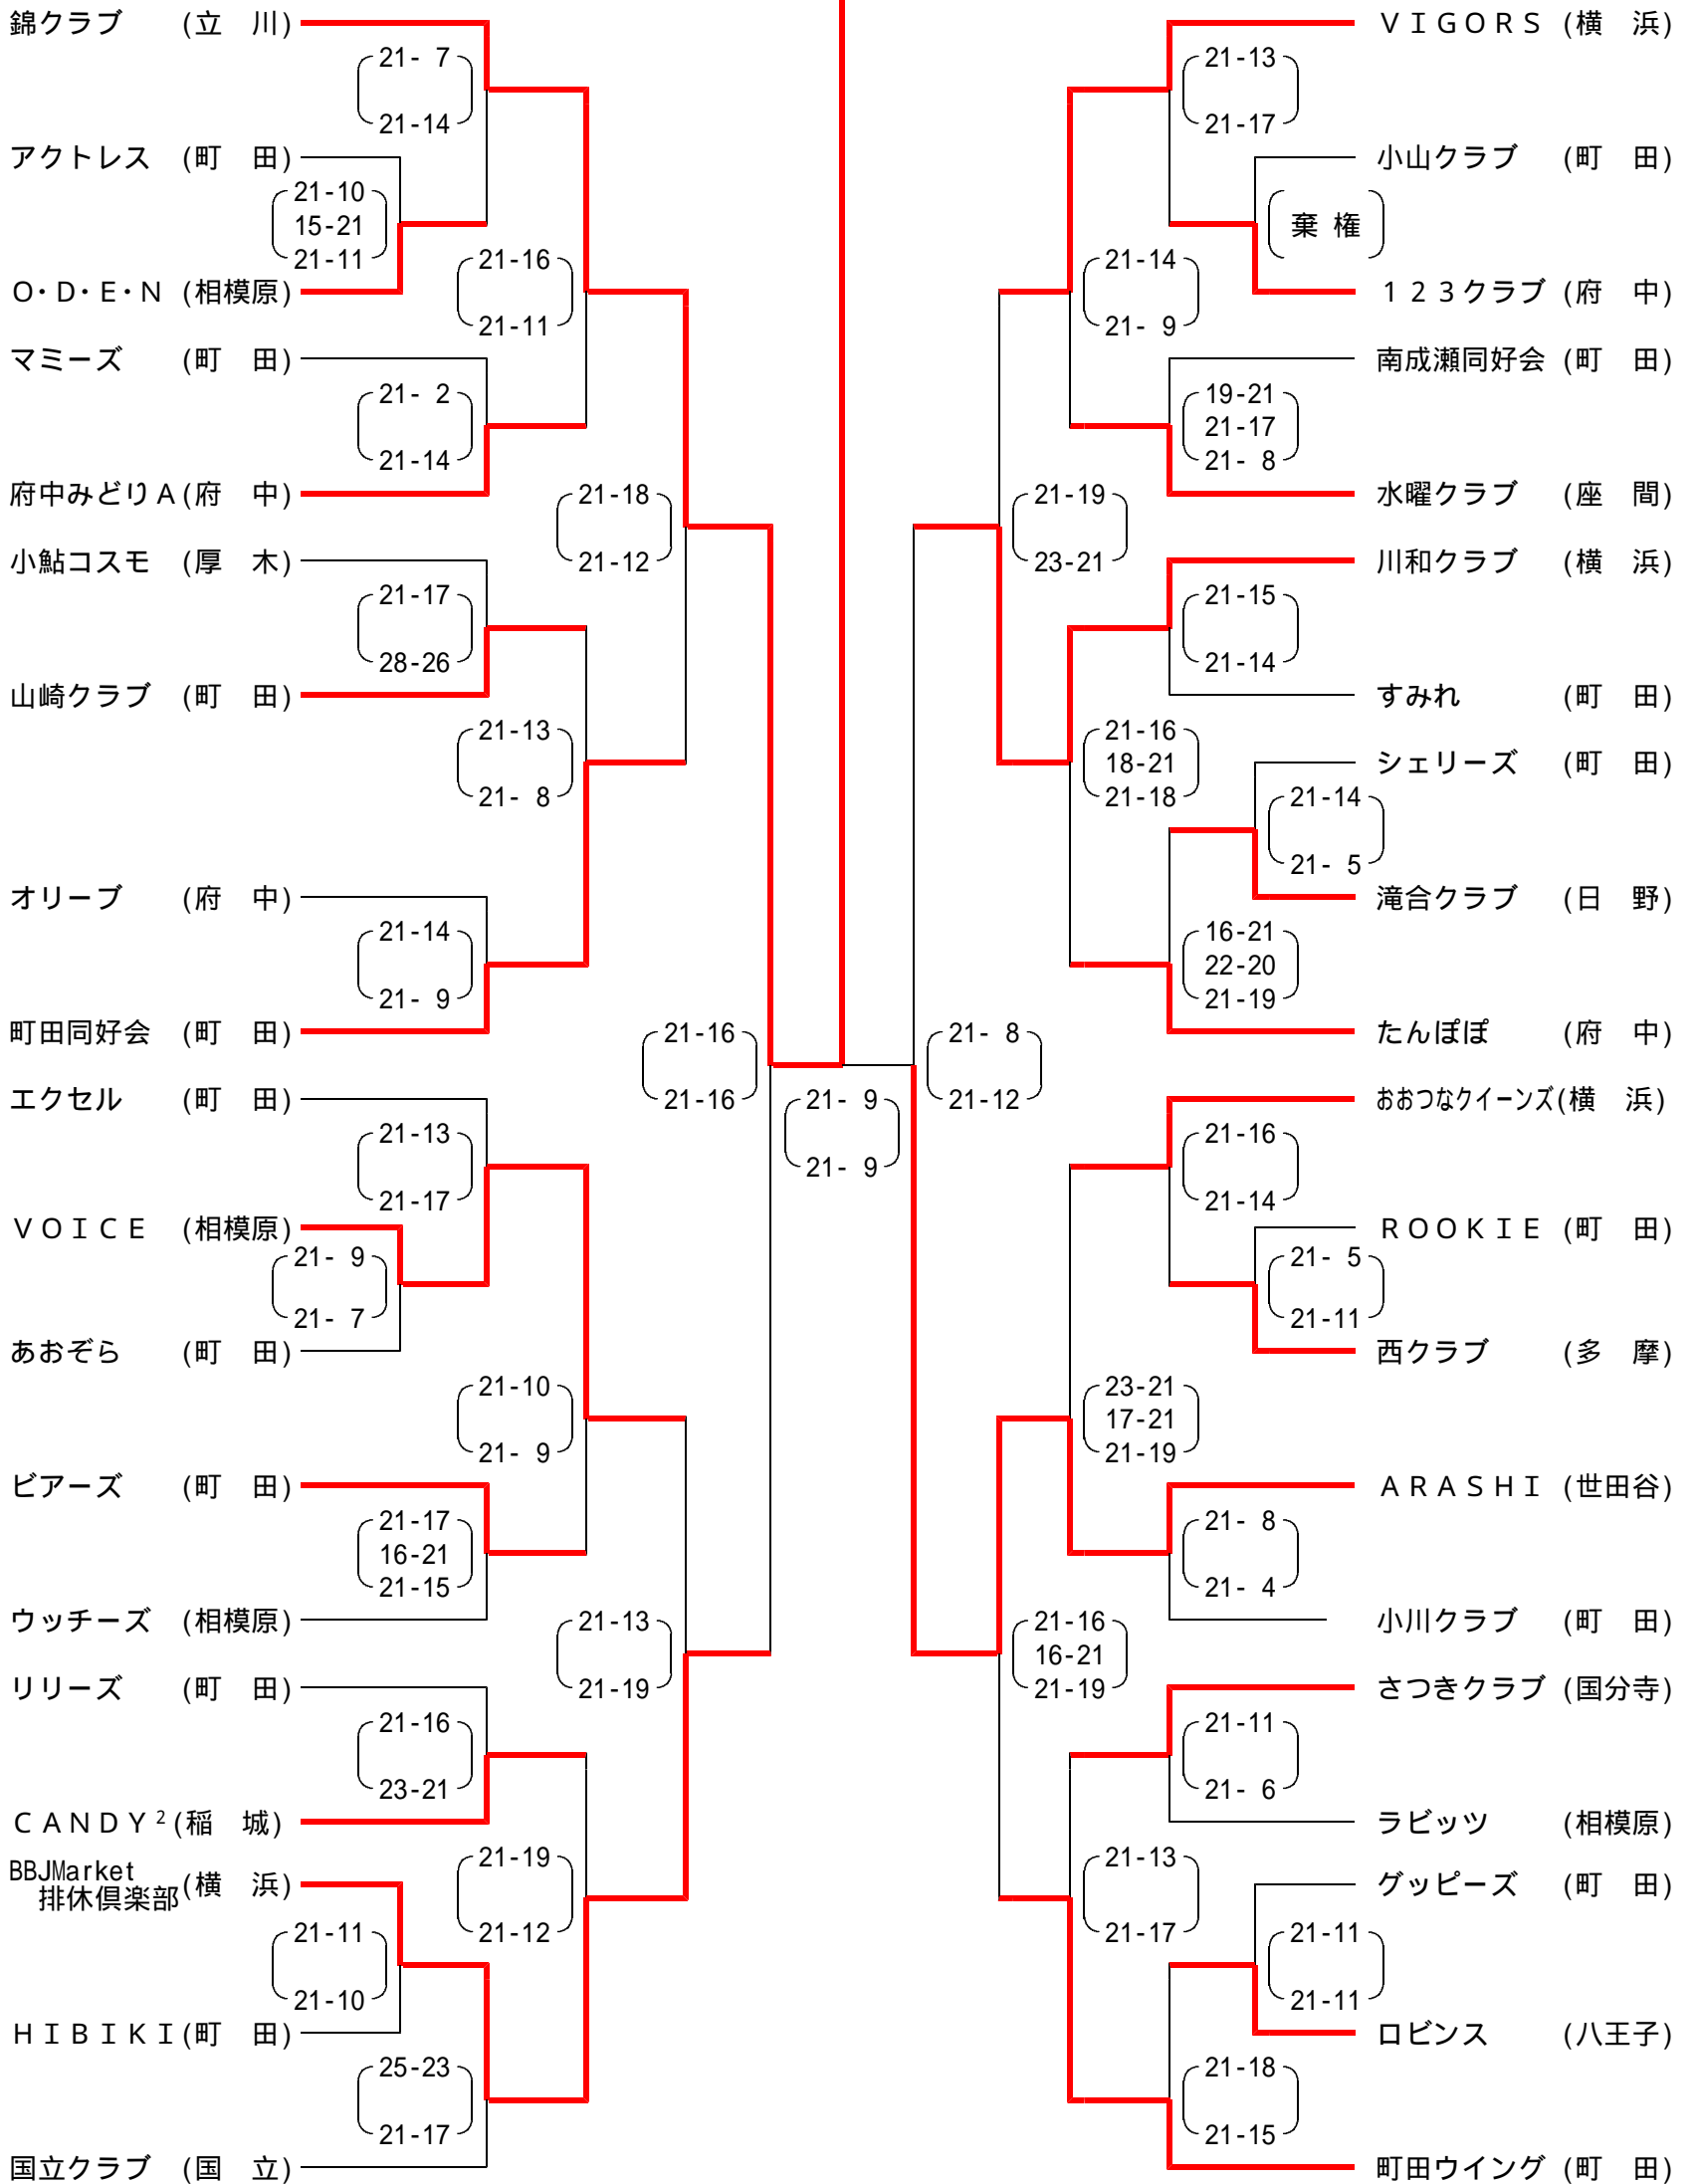 錦クラブ (立 川)
21- 7
21-14
アクトレス (町 田)
21-10
15-21
21-11
O・D・E・N (相模原)
21-16
21-11
マミーズ (町 田)
21- 2
21-14
府中みどりA(府 中)
21-18
21-12
小鮎コスモ (厚 木)
21-17
28-26
山崎クラブ (町 田)
21-13
21- 8
オリーブ (府 中)
21-14
21- 9
町田同好会 (町 田)
21-16
21-16
エクセル (町 田)
21-13
21-17
VOICE (相模原)
21- 9
21- 7
あおぞら (町 田)
21-10
21- 9
ビアーズ (町 田)
21-17
16-21
21-15
ウッチーズ (相模原)
21-13
21-19
リリーズ (町 田)
21-16
23-21
CANDY²(稲 城)
21-19
21-12
BBJMarket
排休倶楽部(横 浜)
21-11
21-10
HIBIKI(町 田)
25-23
21-17
国立クラブ (国 立)
21- 9
21- 9
VIGORS (横 浜)
21-13
21-17
小山クラブ (町 田)
棄 権
123クラブ (府 中)
21-14
21- 9
南成瀬同好会 (町 田)
19-21
21-17
21- 8
水曜クラブ (座 間)
21-19
23-21
川和クラブ (横 浜)
21-15
21-14
すみれ (町 田)
21-16
18-21
21-18
シェリーズ (町 田)
21-14
21- 5
滝合クラブ (日 野)
16-21
22-20
21-19
たんぽぽ (府 中)
21- 8
21-12
おおつなクイーンズ(横 浜)
21-16
21-14
ROOKIE (町 田)
21- 5
21-11
西クラブ (多 摩)
23-21
17-21
21-19
ARASHI (世田谷)
21- 8
21- 4
小川クラブ (町 田)
21-16
16-21
21-19
さつきクラブ (国分寺)
21-11
21- 6
ラビッツ (相模原)
21-13
21-17
グッピーズ (町 田)
21-11
21-11
ロビンス (八王子)
21-18
21-15
町田ウイング (町 田)